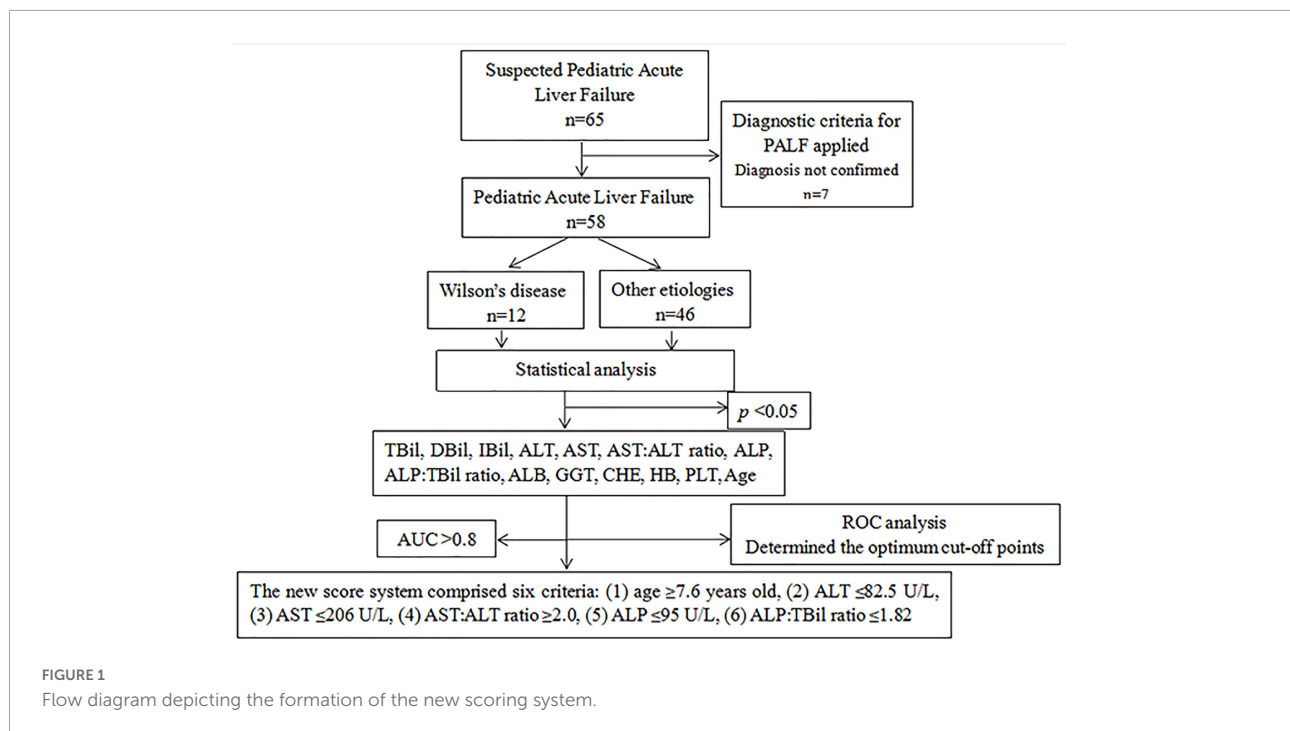 Suspected Pediatric Acute
Liver Failure
n=65
Diagnostic criteria for
PALF applied
Diagnosis not confirmed
n=7
Pediatric Acute Liver Failure
n=58
Wilson's disease
n=12
Other etiologies
n=46
Statistical analysis
p <0.05
TBil, DBil, IBil, ALT, AST, AST:ALT ratio, ALP,
ALP:TBil ratio, ALB, GGT, CHE, HB, PLT, Age
AUC >0.8
ROC analysis
Determined the optimum cut-off points
The new score system comprised six criteria: (1) age ≥7.6 years old, (2) ALT ≤82.5 U/L,
(3) AST ≤206 U/L, (4) AST:ALT ratio ≥2.0, (5) ALP ≤95 U/L, (6) ALP:TBil ratio ≤1.82
FIGURE 1
Flow diagram depicting the formation of the new scoring system.